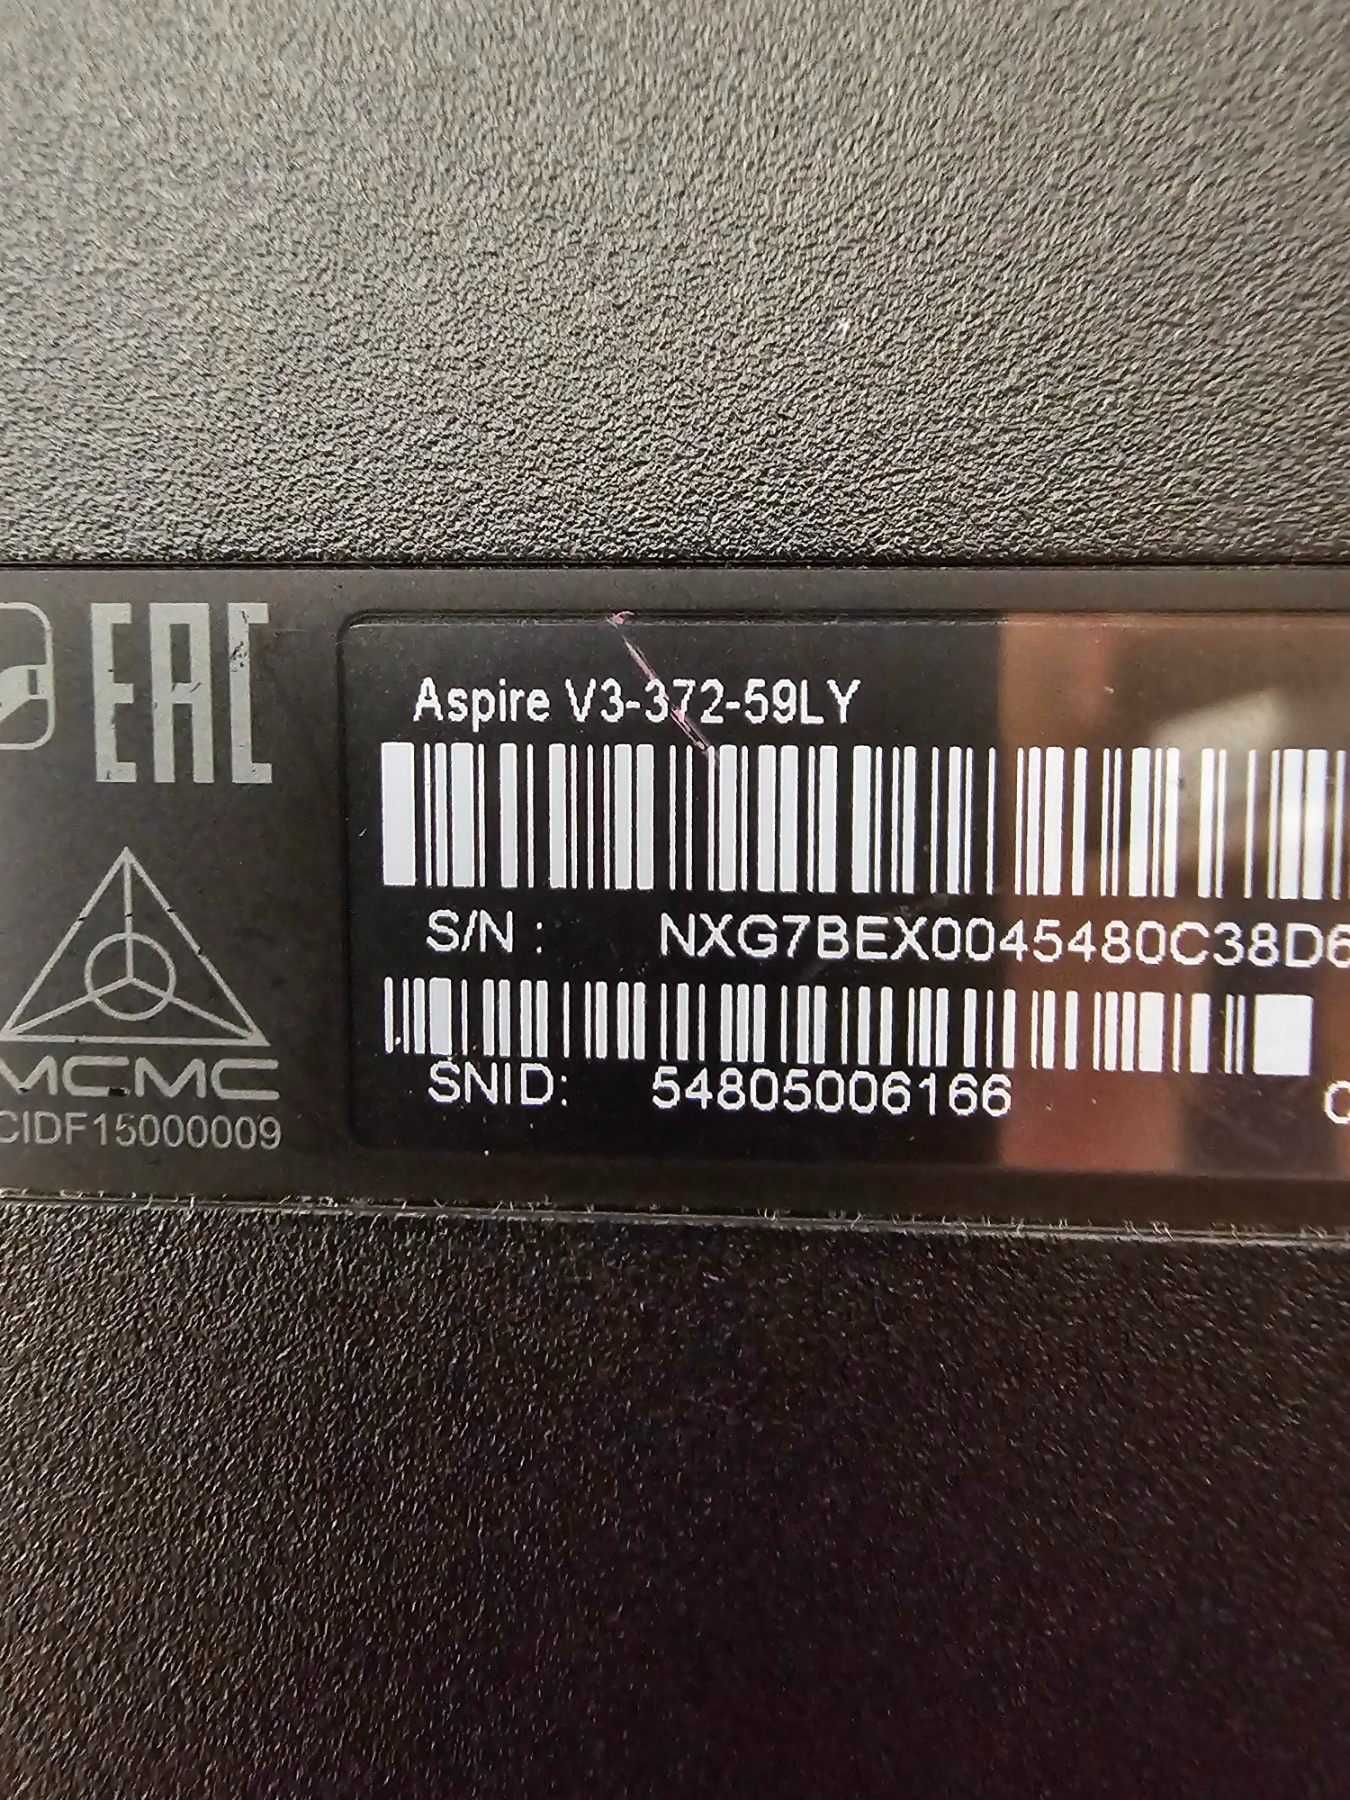 EAC
Aspire V3-372-59LY
S/N : NXG7BEX0045480C38D6
MCMC
CIDF15000009
SNID: 54805006166